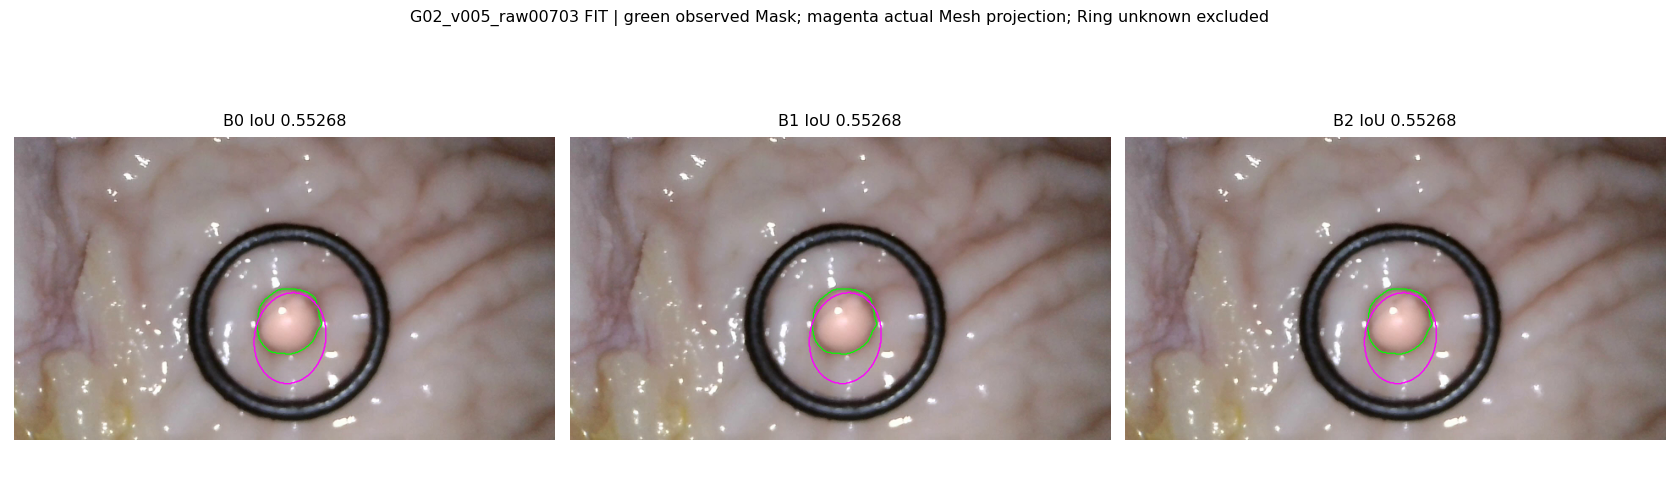 G02_v005_raw00703 FIT | green observed Mask; magenta actual Mesh projection; Ring unknown excluded
B0 IoU 0.55268
B1 IoU 0.55268
B2 IoU 0.55268